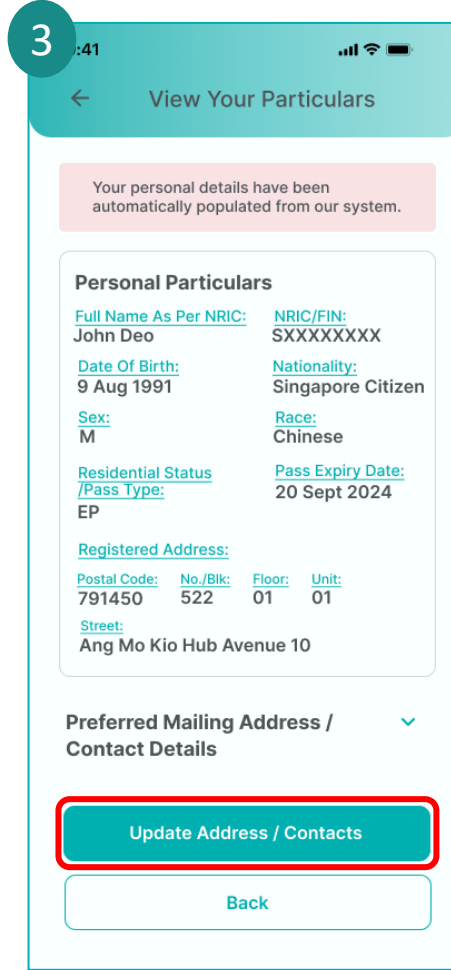 3
:41
View Your Particulars
Your personal details have been
automatically populated from our system.
Personal Particulars
Full Name As Per NRIC: NRIC/FIN:
John Deo SXXXXXXXX
Date Of Birth: Nationality:
9 Aug 1991 Singapore Citizen
Sex: Race:
M Chinese
Residential Status Pass Expiry Date:
/Pass Type: 20 Sept 2024
EP
Registered Address:
Postal Code: No./Blk: Floor: Unit:
791450 522 01 01
Street:
Ang Mo Kio Hub Avenue 10
Preferred Mailing Address /
Contact Details
Update Address / Contacts
Back